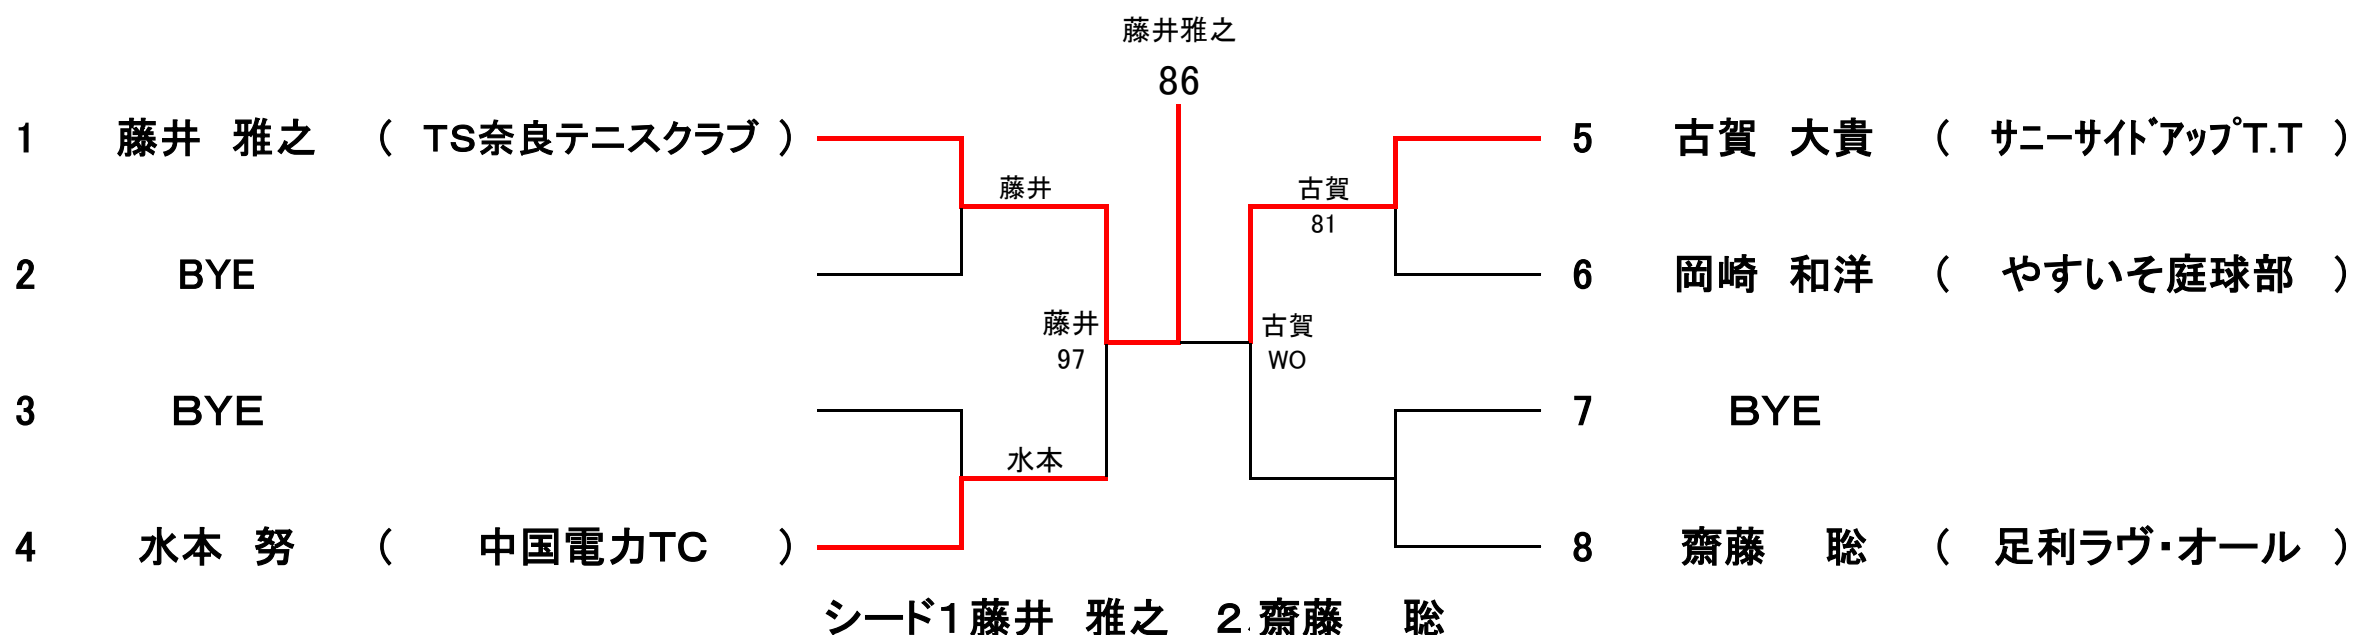 藤井雅之
86
1 藤井 雅之 ( TS奈良テニスクラブ )
5 古賀 大貴 ( ｻﾆｰｻｲﾄﾞｱｯﾌﾟT.T )
藤井
古賀
81
2 BYE
6 岡崎 和洋 ( やすいそ庭球部 )
藤井
97
古賀
WO
3 BYE
7 BYE
水本
4 水本 努 ( 中国電力TC )
8 齋藤 聡 ( 足利ラヴ・オール )
シード1藤井 雅之 2.齋藤 聡